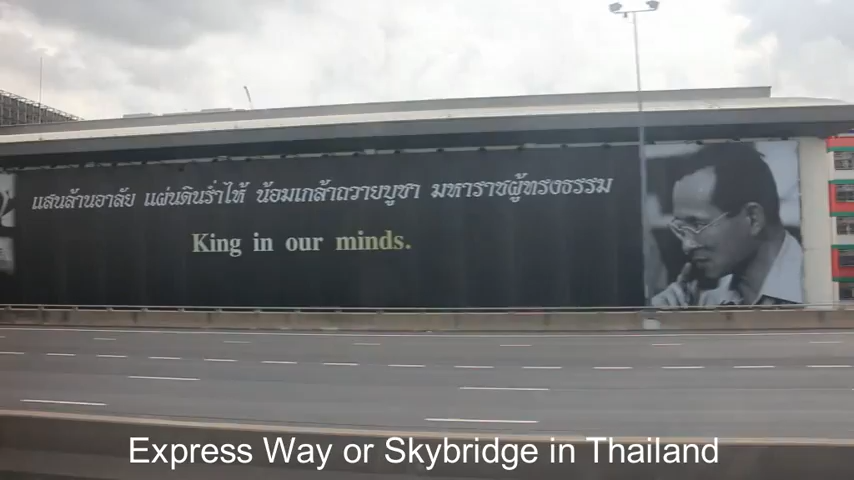 แสนล้านอาลัย แผ่นดินร่ำไห้ น้อมเกล้าถวายบูชา มหาราชผู้ทรงธรรม
King in our minds.
Express Way or Skybridge in Thailand